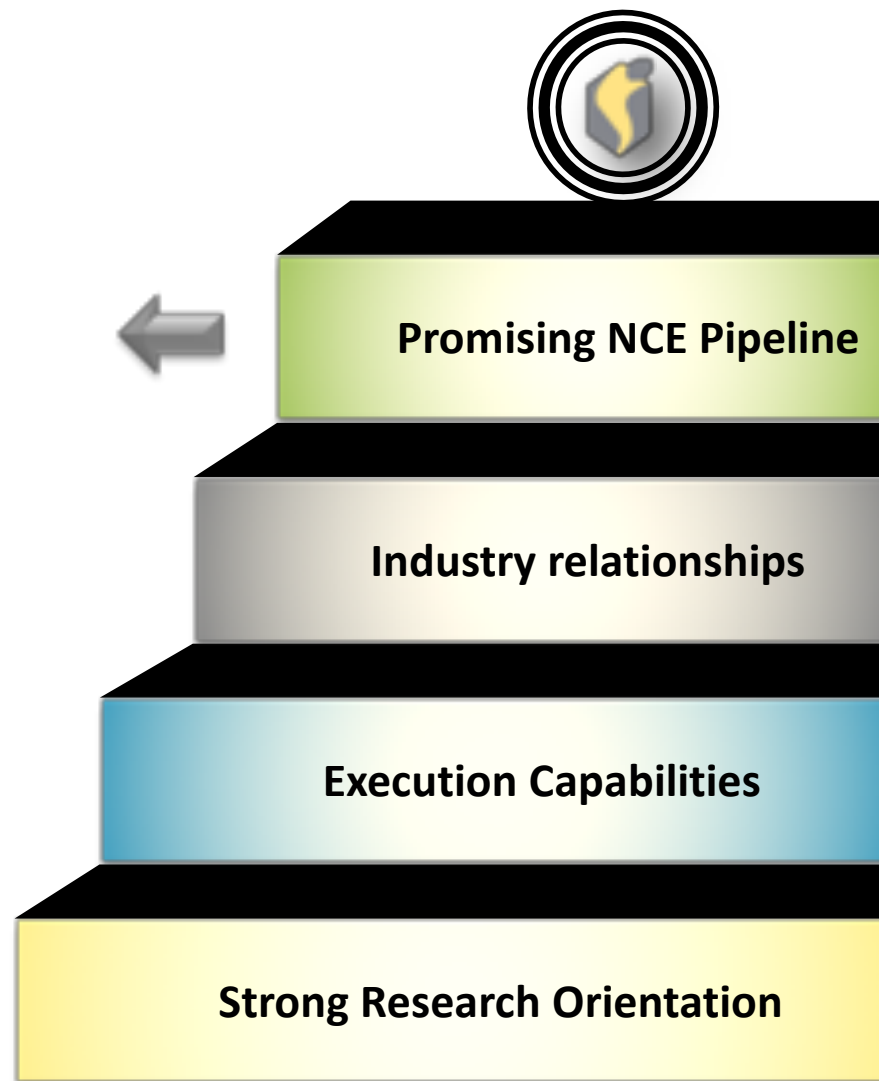 Promising NCE Pipeline
Industry relationships
Execution Capabilities
Strong Research Orientation